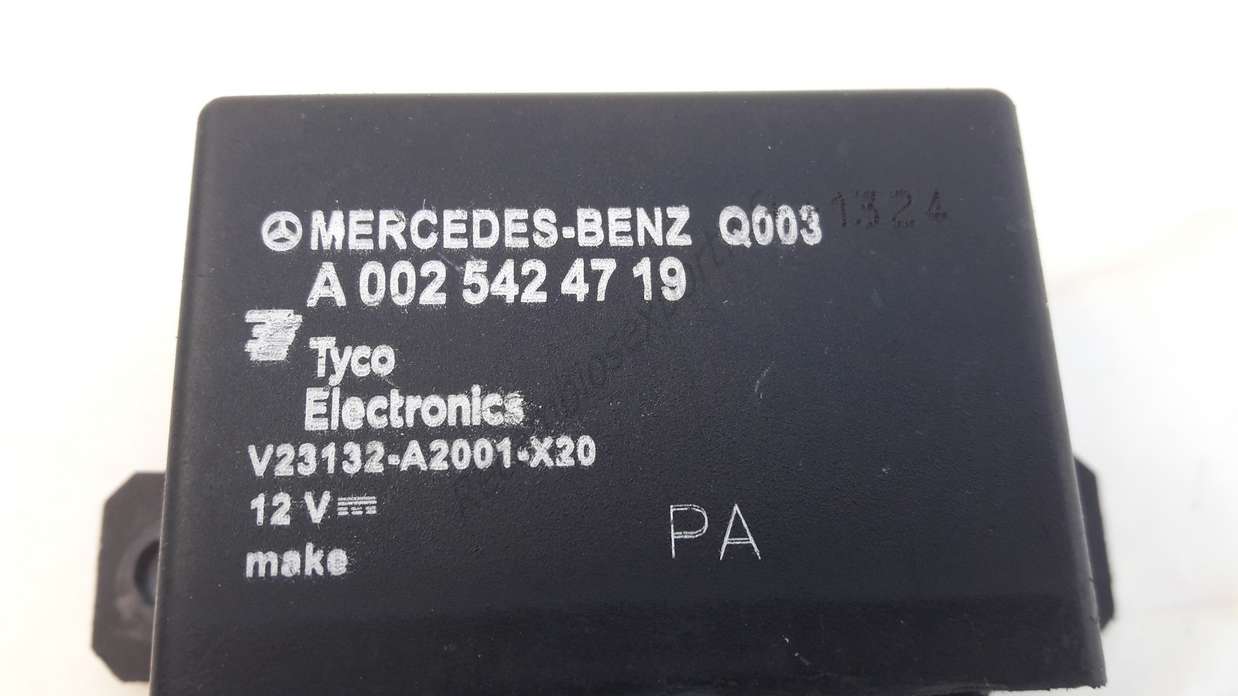 MERCEDES-BENZ Q003 1324
A 002 542 47 19
Tyco
Electronics
V23132-A2001-X20
12 V
make
PA